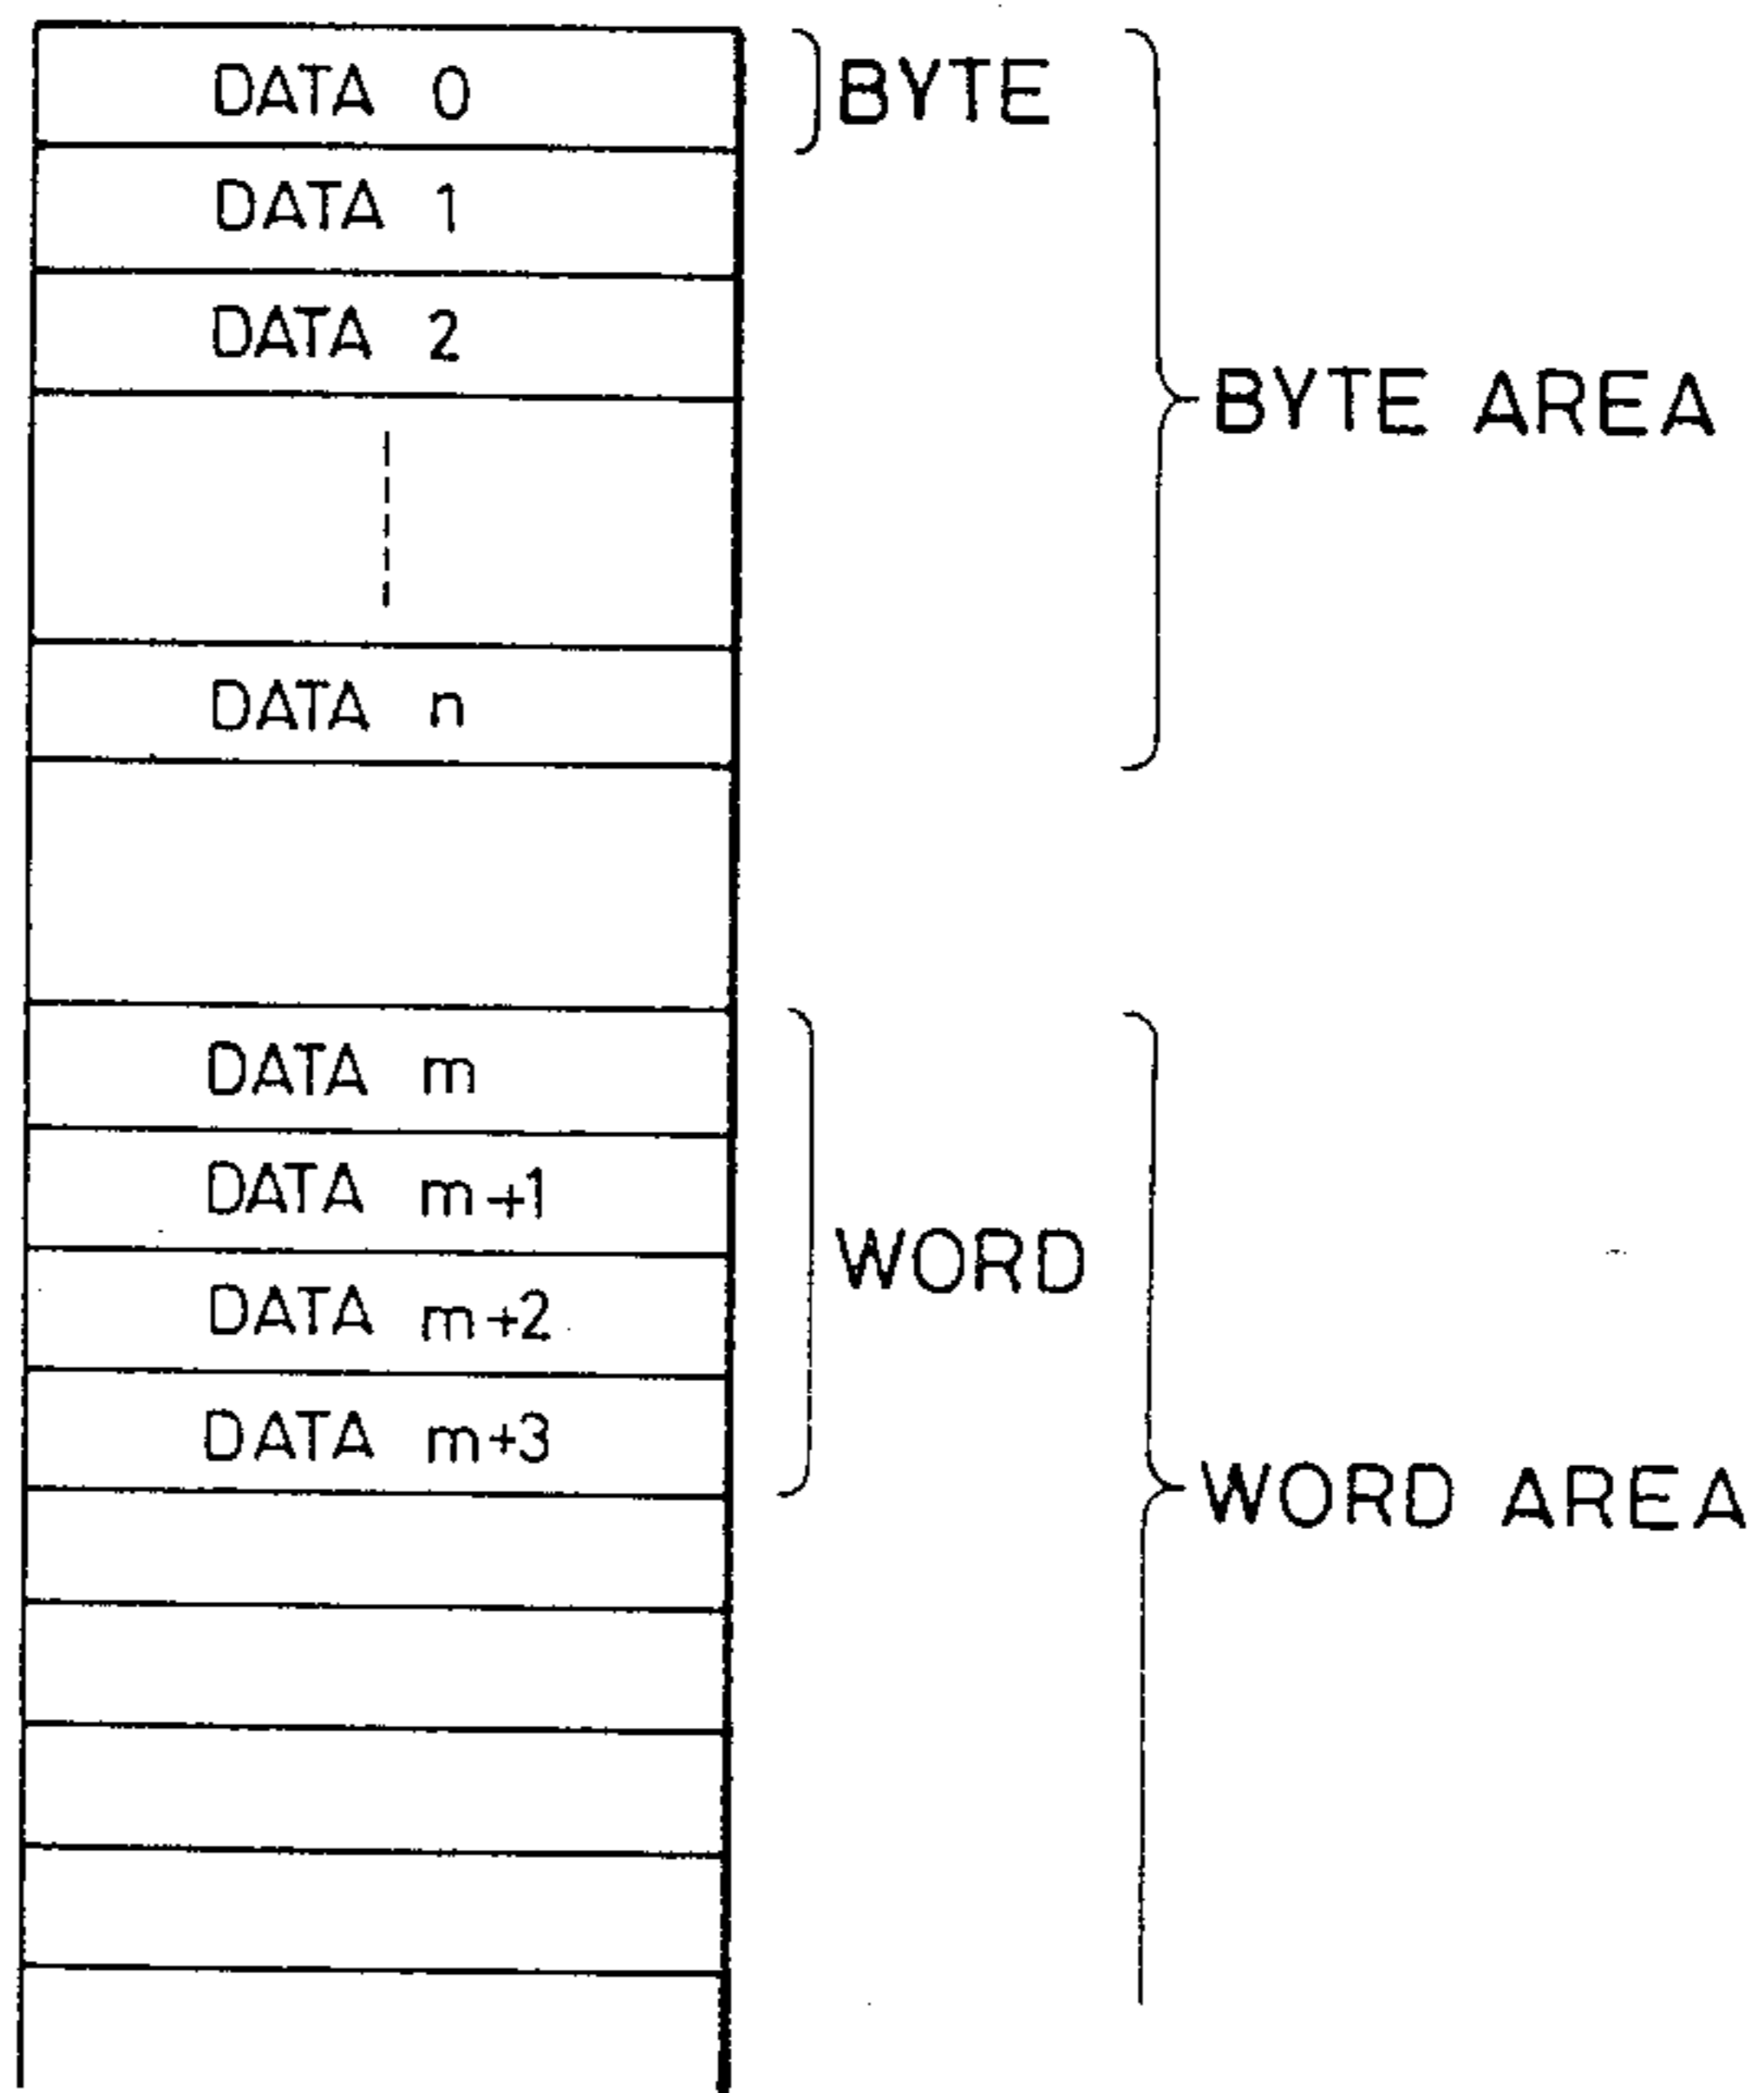 DATA 0
BYTE
DATA 1
DATA 2
BYTE AREA
DATA n
DATA m
DATA m+1
WORD
DATA m+2
DATA m+3
WORD AREA